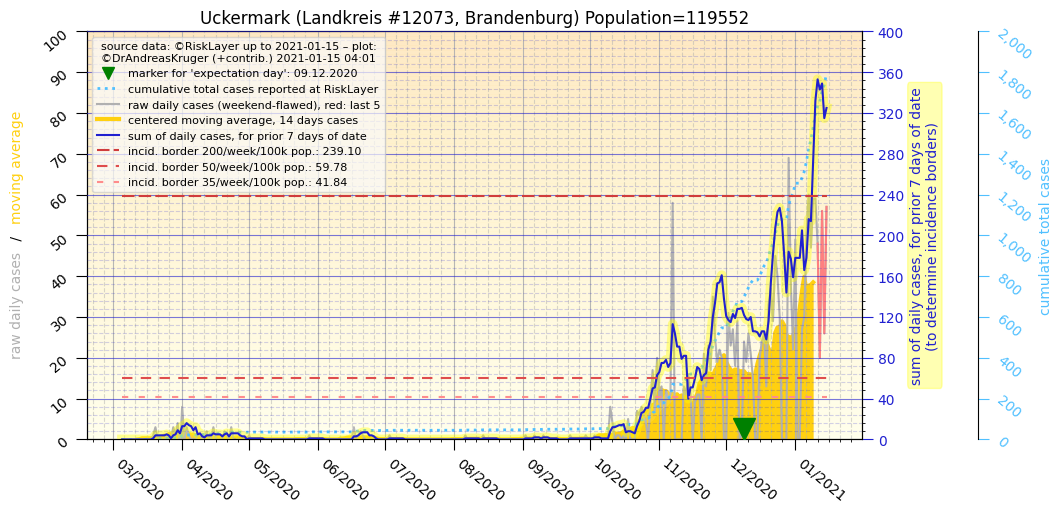 Uckermark (Landkreis #12073, Brandenburg) Population=119552
source data: ©RiskLayer up to 2021-01-15 – plot:
©DrAndreasKruger (+contrib.) 2021-01-15 04:01
marker for 'expectation day': 09.12.2020
cumulative total cases reported at RiskLayer
raw daily cases (weekend-flawed), red: last 5
centered moving average, 14 days cases
sum of daily cases, for prior 7 days of date
incid. border 200/week/100k pop.: 239.10
incid. border 50/week/100k pop.: 59.78
incid. border 35/week/100k pop.: 41.84
raw daily cases / moving average
100
90
80
70
60
50
40
30
20
10
0
03/2020
04/2020
05/2020
06/2020
07/2020
08/2020
09/2020
10/2020
11/2020
12/2020
01/2021
400
360
320
280
240
200
160
120
80
40
0
sum of daily cases, for prior 7 days of date
(to determine incidence borders)
2,000
1,800
1,600
1,400
1,200
1,000
800
600
400
200
0
cumulative total cases